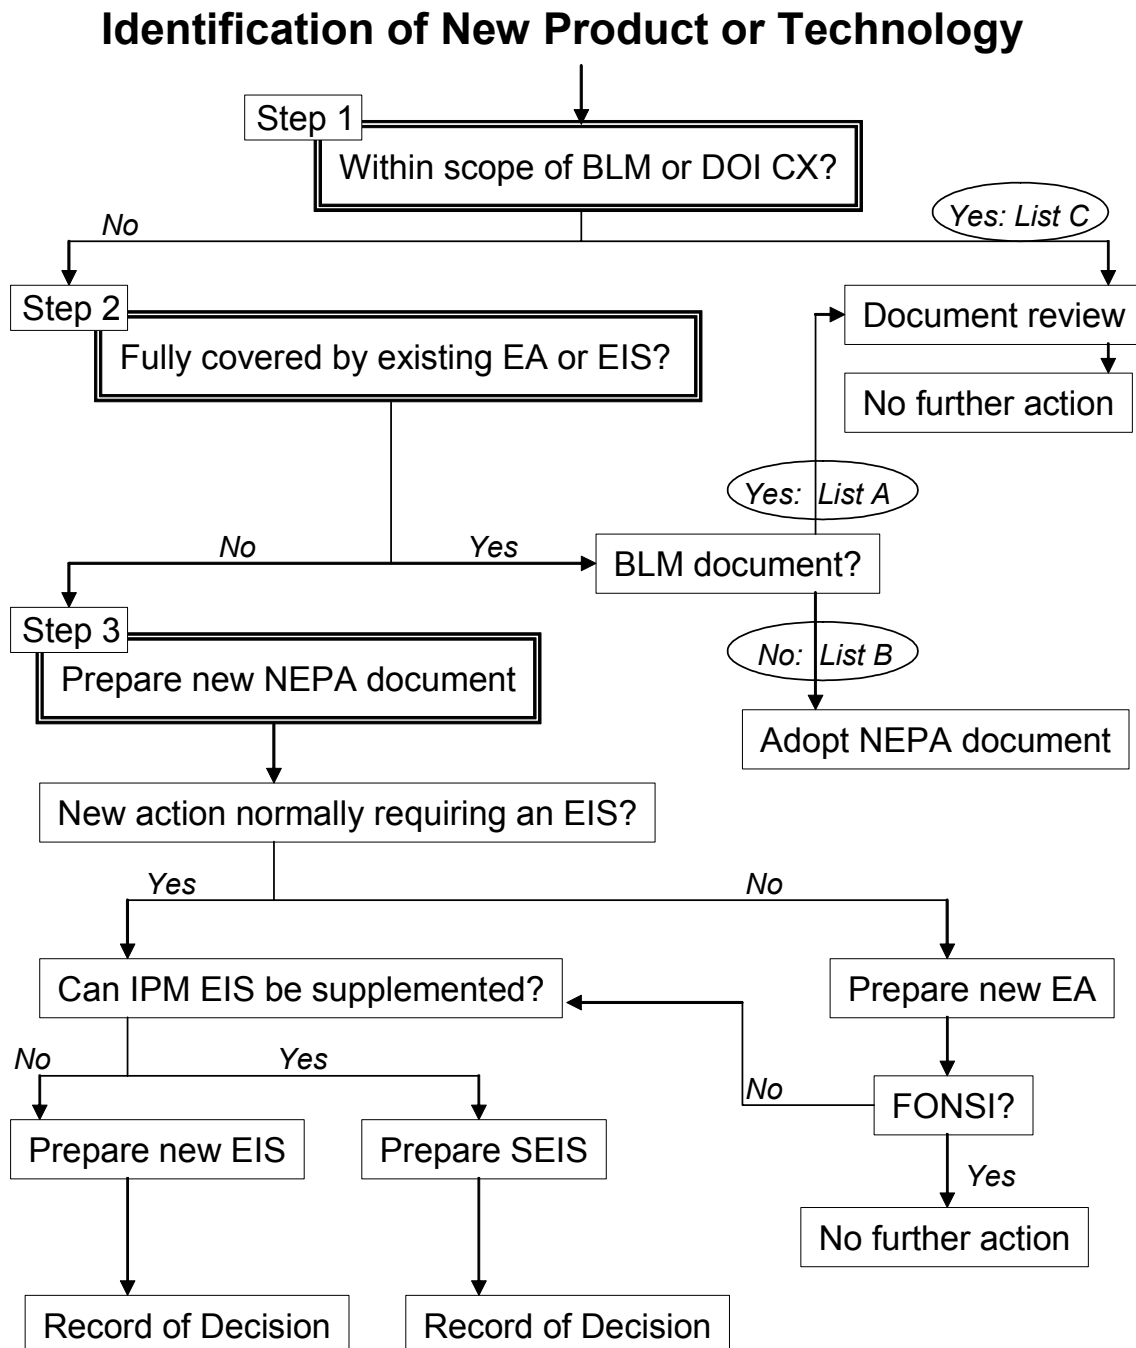 Identification of New Product or Technology
Step 1
Within scope of BLM or DOI CX?
No
Yes: List C
Step 2
Document review
Fully covered by existing EA or EIS?
No further action
Yes: List A
No
Yes
BLM document?
Step 3
No: List B
Prepare new NEPA document
Adopt NEPA document
New action normally requiring an EIS?
Yes
No
Can IPM EIS be supplemented?
Prepare new EA
No
Yes
No
FONSI?
Prepare new EIS
Prepare SEIS
Yes
No further action
Record of Decision
Record of Decision